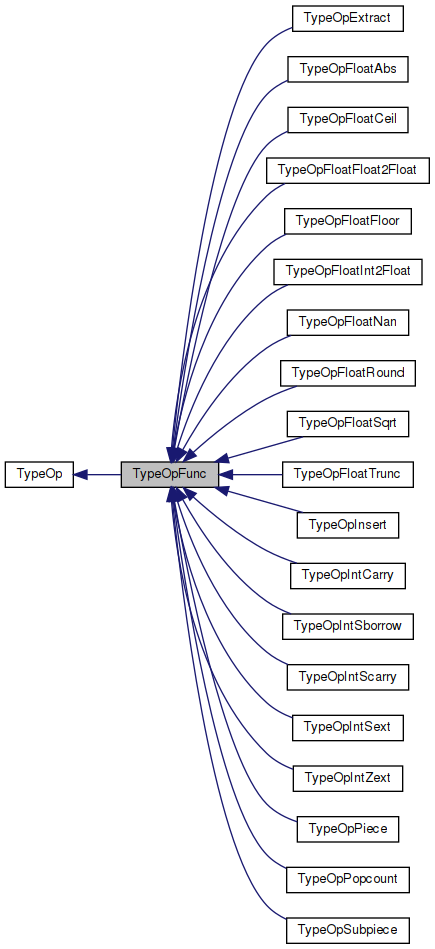 TypeOpExtract
TypeOpFloatAbs
TypeOpFloatCeil
TypeOpFloatFloat2Float
TypeOpFloatFloor
TypeOpFloatInt2Float
TypeOpFloatNan
TypeOpFloatRound
TypeOpFloatSqrt
TypeOp
TypeOpFunc
TypeOpFloatTrunc
TypeOpInsert
TypeOpIntCarry
TypeOpIntSborrow
TypeOpIntScarry
TypeOpIntSext
TypeOpIntZext
TypeOpPiece
TypeOpPopcount
TypeOpSubpiece